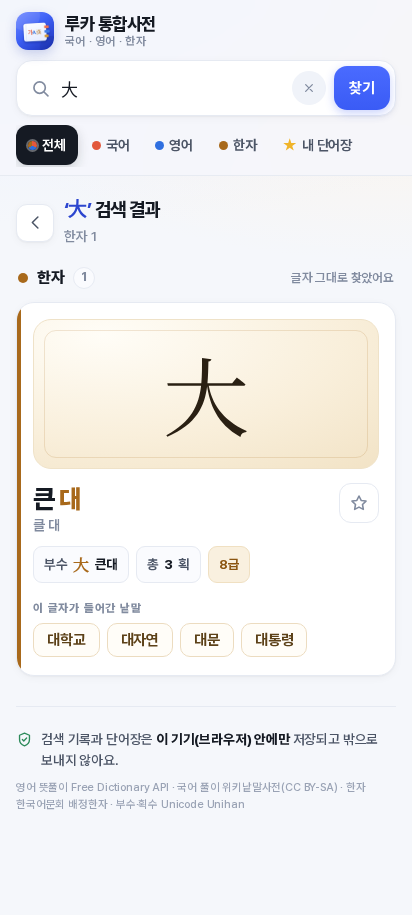 루카 통합사전
국어 · 영어 · 한자
大
찾기
전체 국어 영어 한자 내 단어장
‘大’ 검색 결과
한자 1
한자 1 글자 그대로 찾았어요
大
큰 대
클 대
부수 大 큰대 총 3 획 8급
이 글자가 들어간 낱말
대학교 대자연 대문 대통령
검색 기록과 단어장은 이 기기(브라우저) 안에만 저장되고 밖으로
보내지 않아요.
영어 뜻풀이 Free Dictionary API · 국어 풀이 위키낱말사전(CC BY-SA) · 한자
한국어문회 배정한자 · 부수·획수 Unicode Unihan